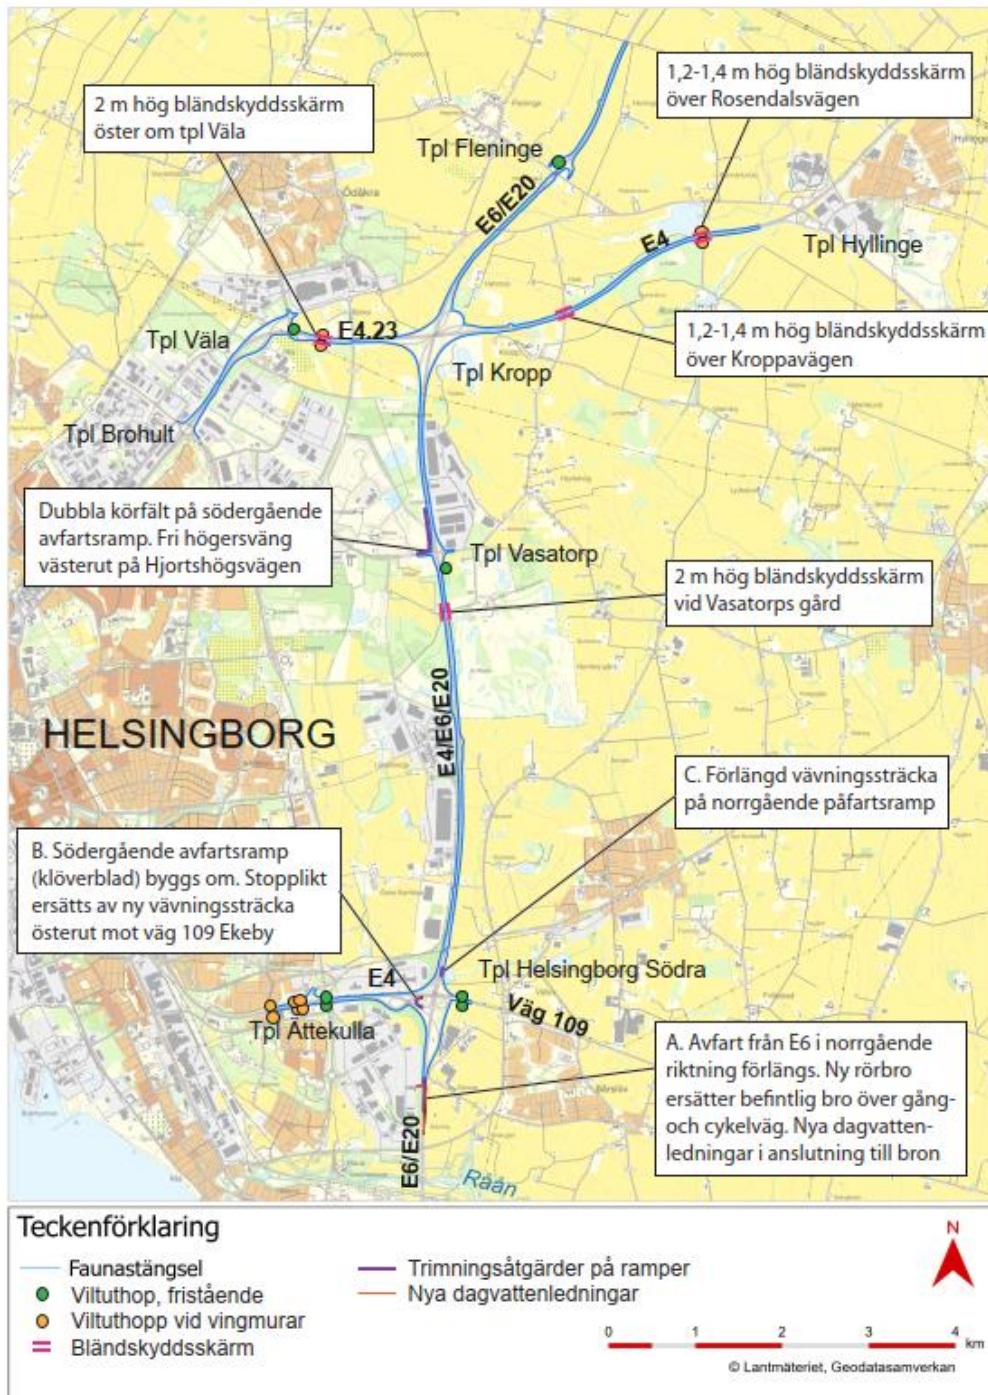 1,2-1,4 m hög bländskyddsskärm
över Rosendalsvägen
2 m hög bländskyddsskärm
öster om tpl Väla
Tpl Fleninge
Ödåkra
E6/E20
E4
Tpl Hyllinge
Tpl Väla
E4.23
1,2-1,4 m hög bländskyddsskärm
över Kroppavägen
Tpl Kropp
Tpl Brohult
Dubbla körfält på södergående
avfartsramp. Fri högersväng
västerut på Hjortshögsvägen
Tpl Vasatorp
2 m hög bländskyddsskärm
vid Vasatorps gård
HELSINGBORG
E4/E6/E20
C. Förlängd vävningssträcka
på norrgående påfartsramp
B. Södergående avfartsramp
(klöverblad) byggs om. Stopplikt
ersätts av ny vävningssträcka
österut mot väg 109 Ekeby
E4
Tpl Helsingborg Södra
Väg 109
Tpl Ättekulla
A. Avfart från E6 i norrgående
riktning förlängs. Ny rörbro
ersätter befintlig bro över gång-
och cykelväg. Nya dagvatten-
ledningar i anslutning till bron
E6/E20
Råån
Teckenförklaring
Faunastängsel
Viltuthop, fristående
Viltuthopp vid vingmurar
Bländskyddsskärm
Trimningsåtgärder på ramper
Nya dagvattenledningar
N
0 1 2 3 4
km
© Lantmäteriet, Geodatasamverkan